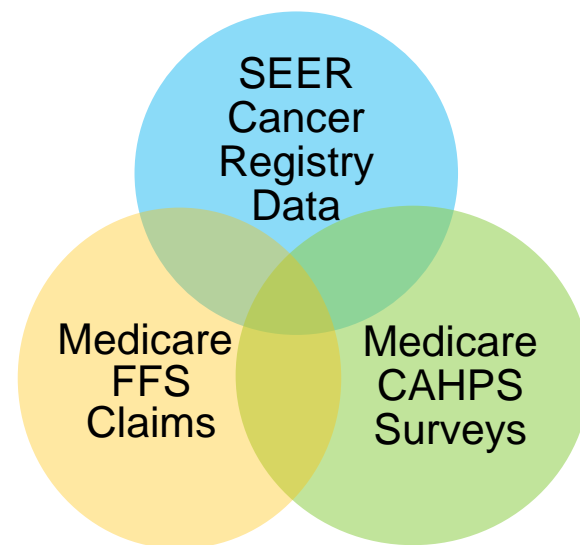 SEER
Cancer
Registry
Data
Medicare
FFS
Claims
Medicare
CAHPS
Surveys